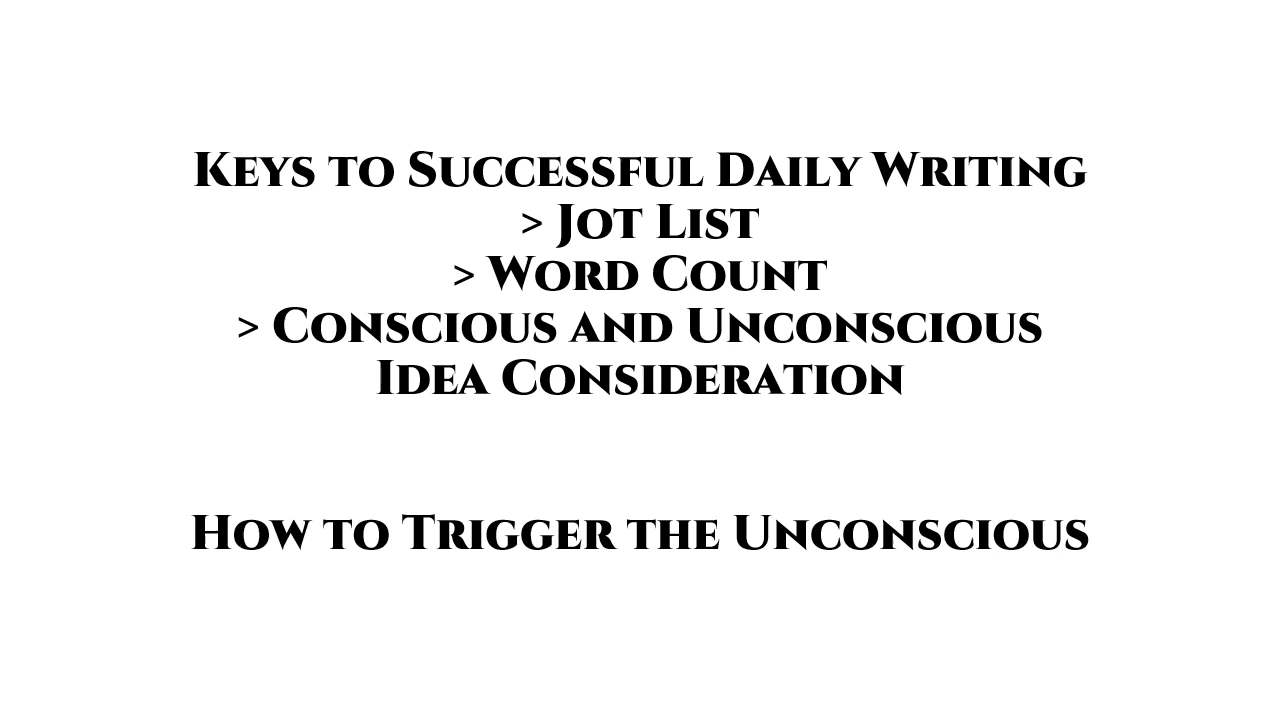 Keys to Successful Daily Writing
> Jot List
> Word Count
> Conscious and Unconscious
Idea Consideration
How to Trigger the Unconscious